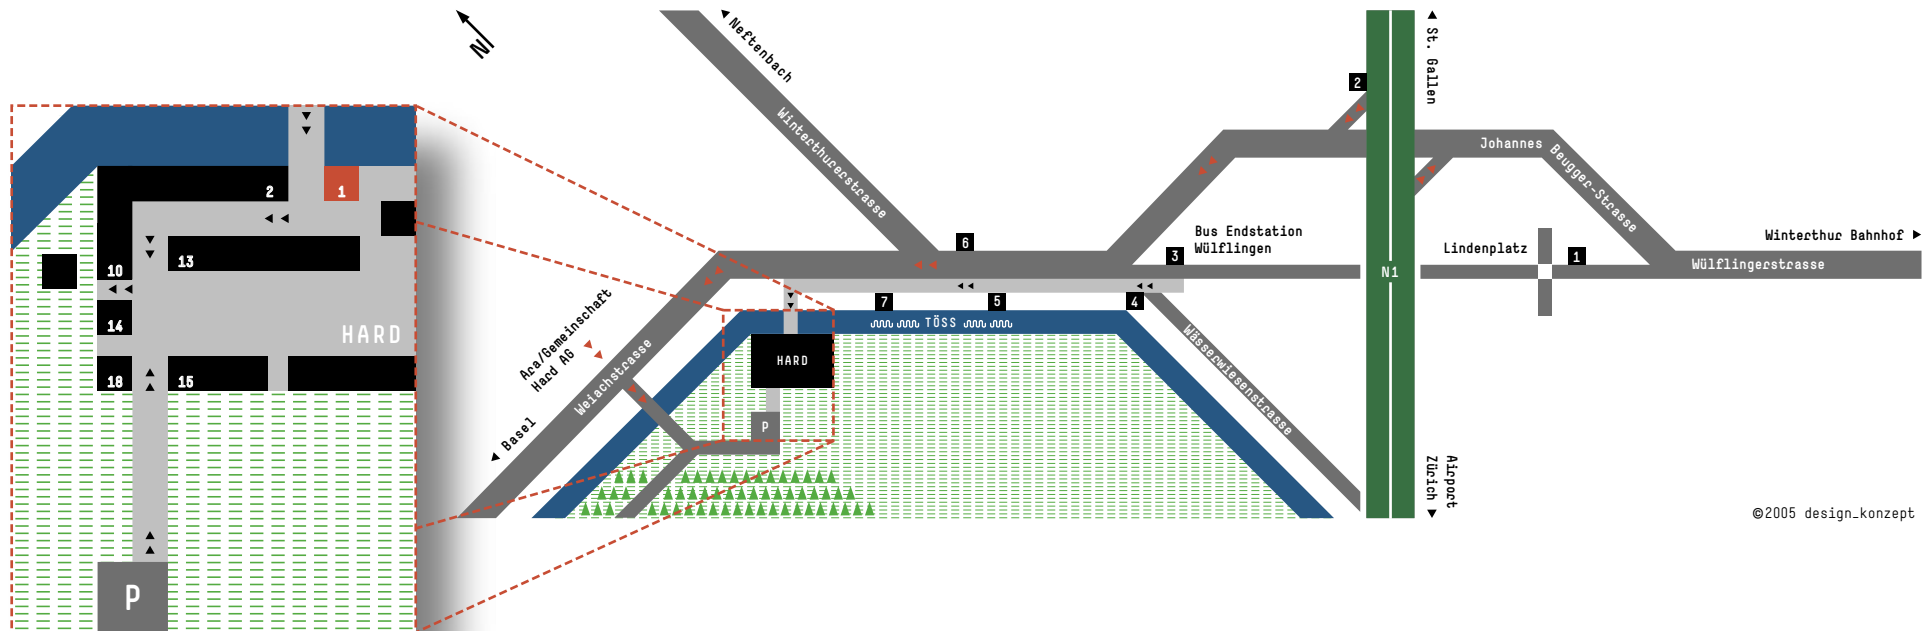 N
Neftenbach
Winterthurerstrasse
2
St. Gallen
Johannes
Beugger-Strasse
2
1
10
13
14
HARD
18
15
P
6
3
Bus Endstation
Wülflingen
N1
Lindenplatz
1
Winterthur Bahnhof
Wülflingerstrasse
7
5
4
TÖSS
HARD
P
Ara/Gemeinschaft
Hard AG
Weiachstrasse
Basel
Wässerwiesenstrasse
Airport
Zürich
©2005 design_konzept